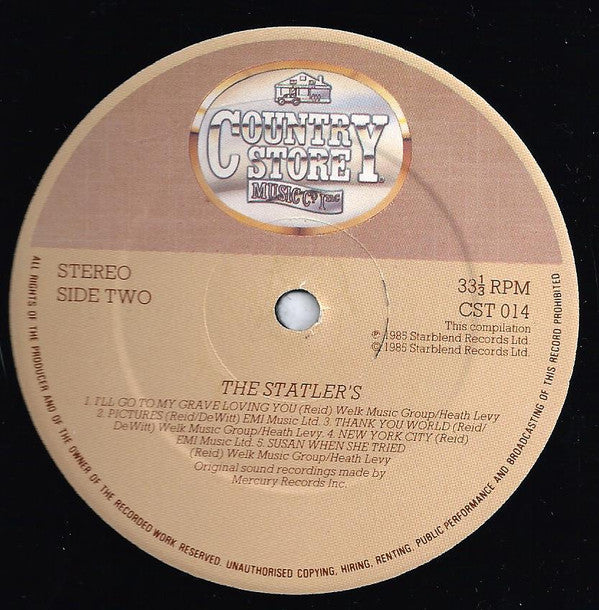 COUNTRY
STORE
MUSIC Co. Inc
STEREO
SIDE TWO
33⅓ RPM
CST 014
This compilation
℗ 1985 Starblend Records Ltd.
© 1985 Starblend Records Ltd.
THE STATLER'S
1. I'LL GO TO MY GRAVE LOVING YOU (Reid) Welk Music Group/Heath Levy
2. PICTURES (Reid/DeWitt) EMI Music Ltd. 3. THANK YOU WORLD (Reid/
DeWitt) Welk Music Group/Heath Levy. 4. NEW YORK CITY (Reid)
EMI Music Ltd. 5. SUSAN WHEN SHE TRIED
(Reid) Welk Music Group/Heath Levy
Original sound recordings made by
Mercury Records Inc.
ALL RIGHTS OF THE PRODUCER AND OF THE OWNER OF THE RECORDED WORK RESERVED. UNAUTHORISED COPYING, HIRING, RENTING, PUBLIC PERFORMANCE AND BROADCASTING OF THIS RECORD PROHIBITED